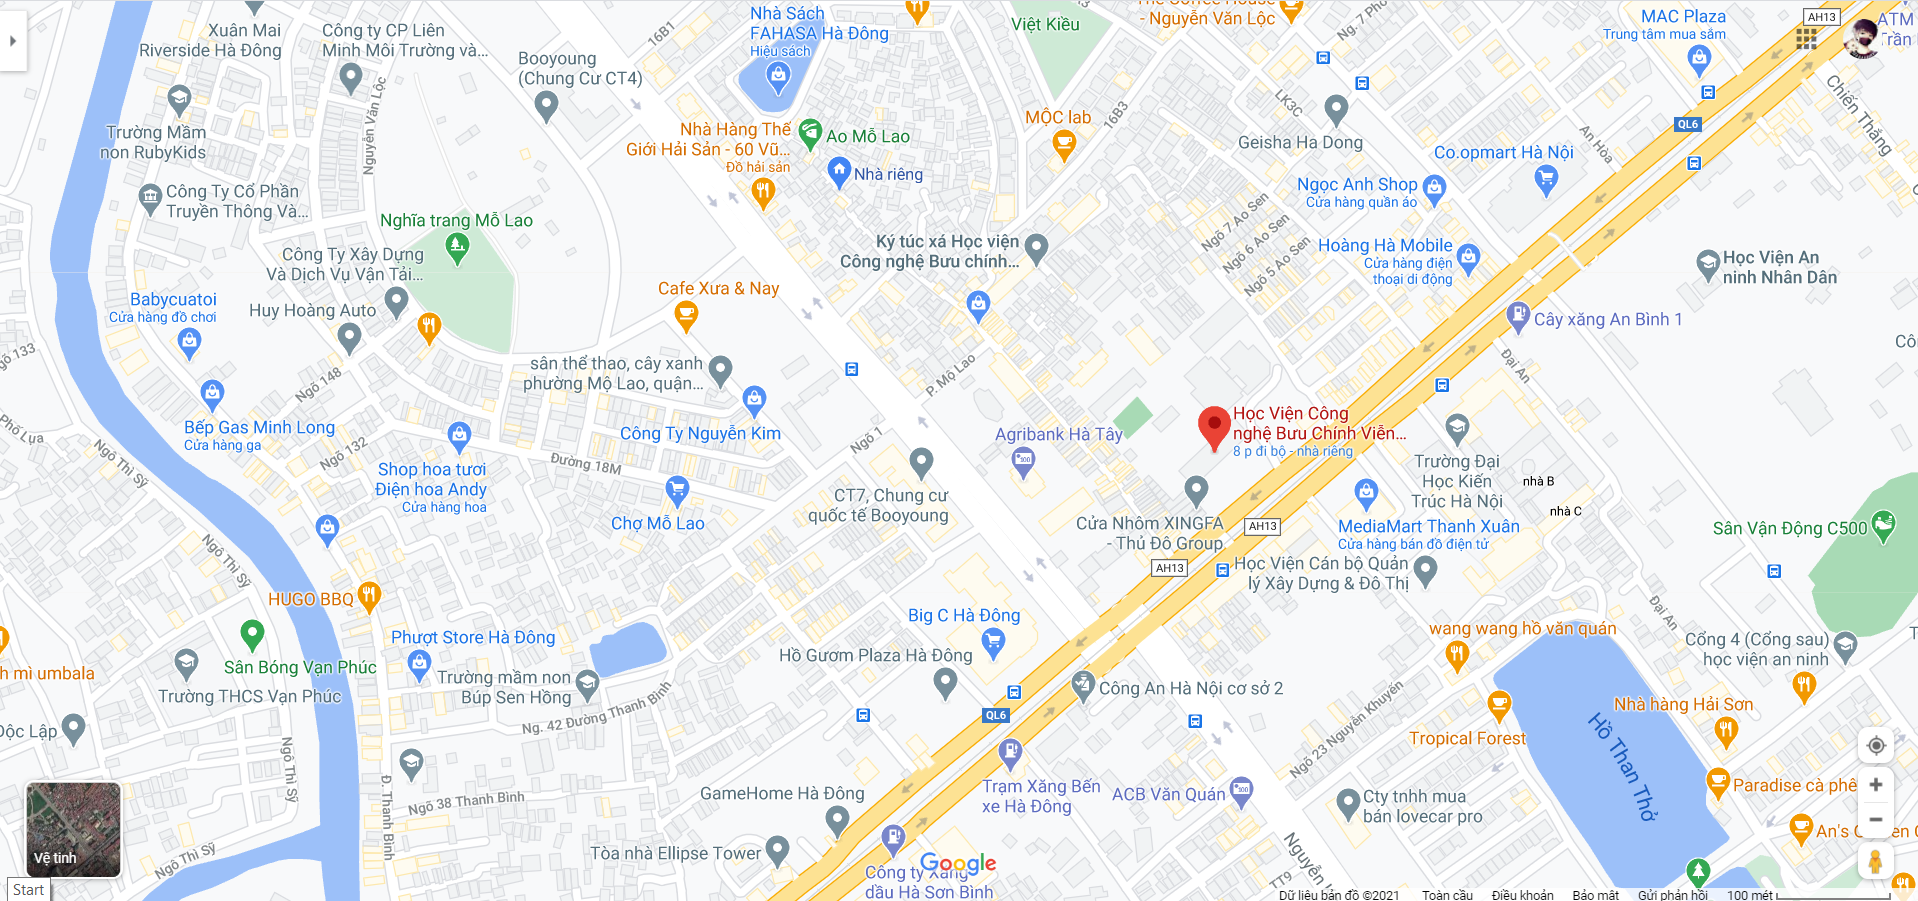 Xuân Mai
Riverside Hà Đông
Công ty CP Liên
Minh Môi Trường và...
Nhà Sách
FAHASA Hà Đông
Hiệu sách
- Nguyễn Văn Lộc
Việt Kiều
Ng. 7 Phố
MAC Plaza
Trung tâm mua sắm
AH13
ATM
Trần
16B1
Booyoung
(Chung Cư CT4)
Nguyễn Văn Lộc
Trường Mầm
non RubyKids
Nhà Hàng Thế
Giới Hải Sản - 60 Vũ...
Đồ hải sản
Ao Mỗ Lao
Nhà riêng
MỘC lab
16B3
LK3C
Geisha Ha Dong
An Hòa
QL6
Chiến Thắng
Co.opmart Hà Nội
Ngọc Anh Shop
Cửa hàng quần áo
Công Ty Cổ Phần
Truyền Thông Và...
Nghĩa trang Mỗ Lao
Ngõ 7 Ao Sen
Ngõ 6 Ao Sen
Ngõ 5 Ao Sen
Ký túc xá Học viện
Công nghệ Bưu chính...
Hoàng Hà Mobile
Cửa hàng điện
thoại di động
Học Viện An
ninh Nhân Dân
Công Ty Xây Dựng
Và Dịch Vụ Vận Tải...
Cafe Xưa & Nay
Babycuatoi
Cửa hàng đồ chơi
Huy Hoàng Auto
Cây xăng An Bình 1
Ngõ 133
Ngõ 148
sân thể thao, cây xanh
phường Mộ Lao, quận...
P. Mộ Lao
Đại An
Bếp Gas Minh Long
Cửa hàng ga
Công Ty Nguyễn Kim
Ngõ 1
Agribank Hà Tây
Học Viện Công
nghệ Bưu Chính Viễn...
8 p đi bộ - nhà riêng
Phố Lụa
Ngô Thì Sỹ
Ngõ 132
Đường 18M
Shop hoa tươi
Điện hoa Andy
Cửa hàng hoa
Trường Đại
Học Kiến
Trúc Hà Nội
nhà B
nhà C
CT7, Chung cư
quốc tế Booyoung
Chợ Mỗ Lao
Cửa Nhôm XINGFA
- Thủ Đô Group
AH13
MediaMart Thanh Xuân
Cửa hàng bán đồ điện tử
Sân Vận Động C500
Ngô Thì Sỹ
AH13
Học Viện Cán bộ Quản
lý Xây Dựng & Đô Thị
HUGO BBQ
Big C Hà Đông
Đại An
wang wang hồ văn quán
Phượt Store Hà Đông
Cổng 4 (Cổng sau)
học viện an ninh
Sân Bóng Vạn Phúc
Hồ Gươm Plaza Hà Đông
h mì umbala
Trường THCS Vạn Phúc
Trường mầm non
Búp Sen Hồng
Công An Hà Nội cơ sở 2
QL6
Nhà hàng Hải Sơn
Độc Lập
Ng. 42 Đường Thanh Bình
Ngõ 23 Nguyễn Khuyến
Tropical Forest
Hồ Than Thở
Ngô Thì Sỹ
Đ. Thanh Bình
Ngõ 38 Thanh Bình
GameHome Hà Đông
Trạm Xăng Bến
xe Hà Đông
ACB Văn Quán
Cty tnhh mua
bán lovecar pro
Paradise cà phê
Vệ tinh
Ngô Thì Sỹ
Tòa nhà Ellipse Tower
Google
Công ty Xăng
dầu Hà Sơn Bình
TT9
Start
Dữ liệu bản đồ ©2021
Toàn cầu
Điều khoản
Bảo mật
Gửi phản hồi
100 mét